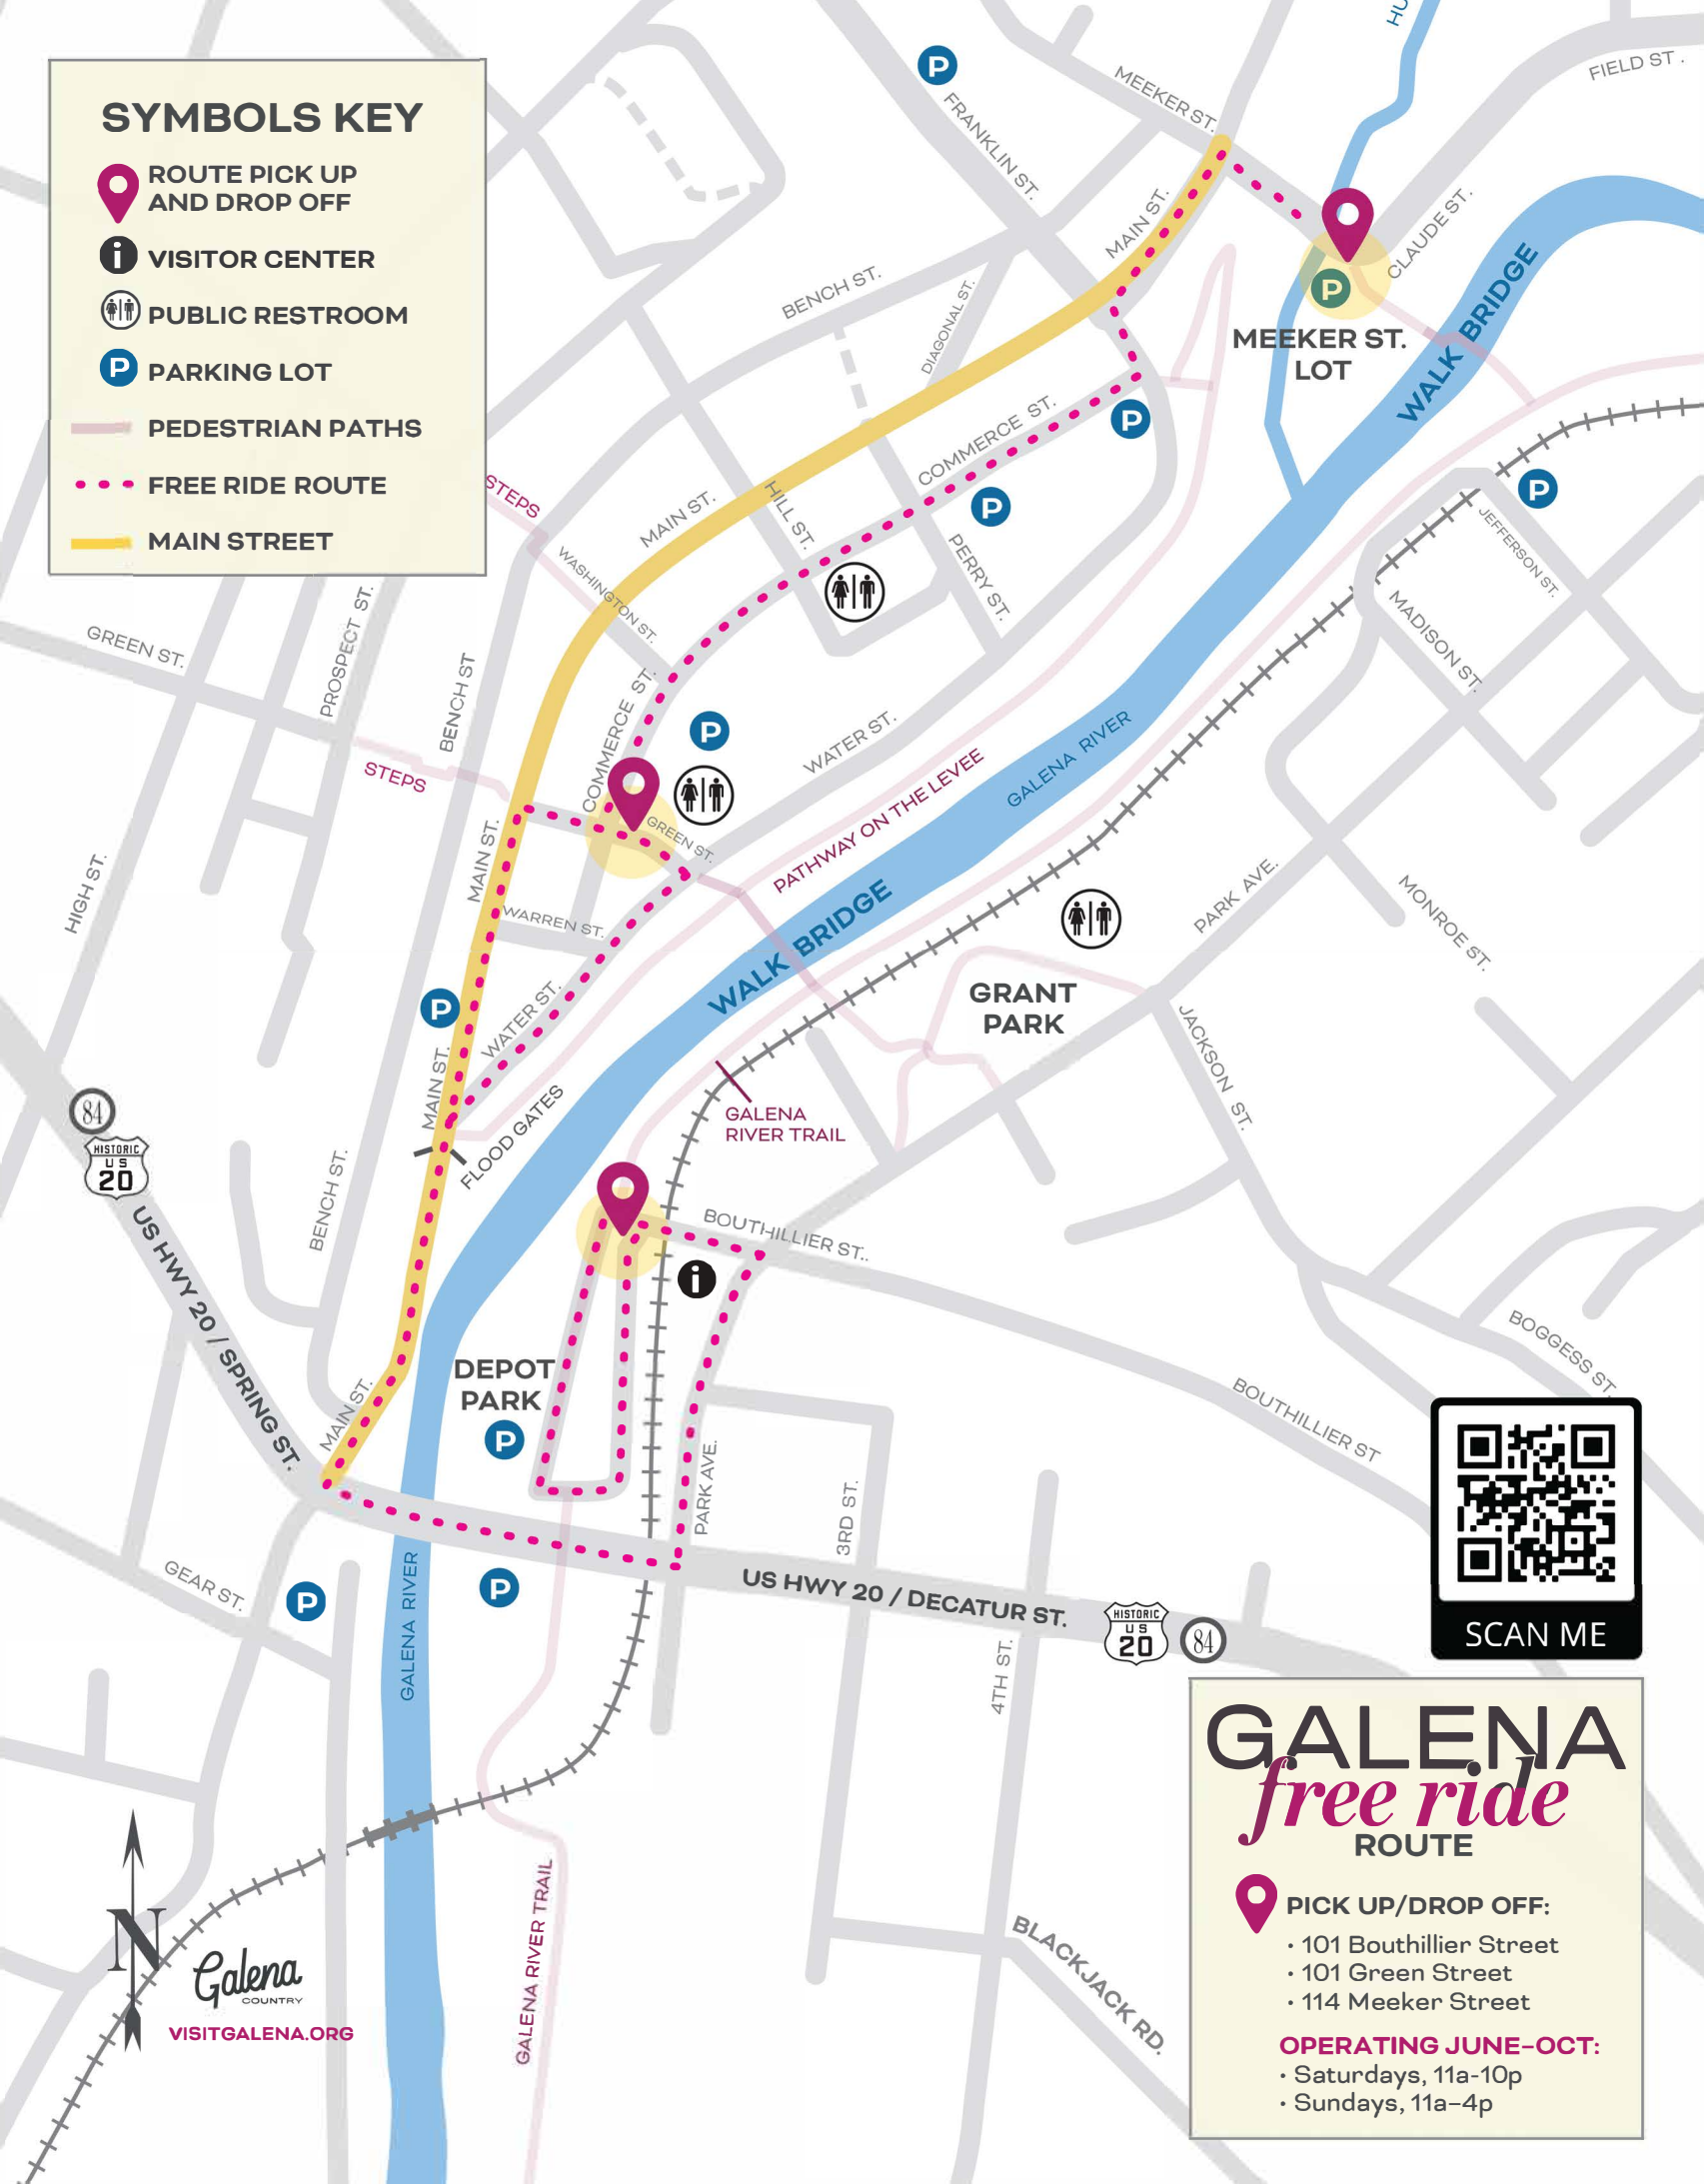 SYMBOLS KEY
ROUTE PICK UP
AND DROP OFF
i
VISITOR CENTER
PUBLIC RESTROOM
P
PARKING LOT
PEDESTRIAN PATHS
FREE RIDE ROUTE
MAIN STREET
HU
P
FIELD ST.
MEEKER ST.
FRANKLIN ST.
MAIN ST.
CLAUDE ST.
BENCH ST.
DIAGONAL ST.
P
MEEKER ST.
LOT
WALK BRIDGE
P
COMMERCE ST.
P
P
STEPS
MAIN ST.
HILL ST.
PERRY ST.
JEFFERSON ST.
WASHINGTON ST.
MADISON ST.
GREEN ST.
PROSPECT ST.
BENCH ST
COMMERCE ST.
P
WATER ST.
GALENA RIVER
STEPS
PATHWAY ON THE LEVEE
GREEN ST.
MAIN ST.
HIGH ST.
WARREN ST.
WALK BRIDGE
PARK AVE.
MONROE ST.
GRANT
PARK
P
WATER ST.
MAIN ST.
JACKSON ST.
FLOOD GATES
GALENA
RIVER TRAIL
84
HISTORIC
US
20
US HWY 20 / SPRING ST.
BENCH ST.
BOUTHILLIER ST..
i
BOGGESS ST.
DEPOT
PARK
P
MAIN ST.
BOUTHILLIER ST
PARK AVE.
3RD ST.
GEAR ST.
P
P
GALENA RIVER
US HWY 20 / DECATUR ST.
HISTORIC
US
20
84
4TH ST.
SCAN ME
GALENA RIVER TRAIL
BLACKJACK RD.
N
Galena
COUNTRY
VISITGALENA.ORG
GALENA
free ride
ROUTE
PICK UP/DROP OFF:
• 101 Bouthillier Street
• 101 Green Street
• 114 Meeker Street
OPERATING JUNE–OCT:
• Saturdays, 11a-10p
• Sundays, 11a–4p